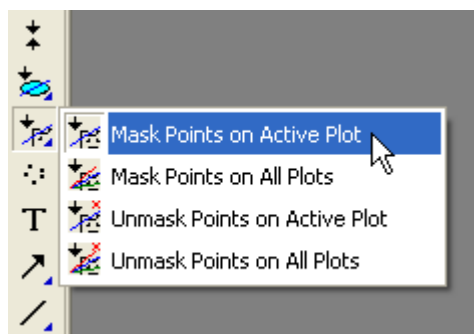 Mask Points on Active Plot
Mask Points on All Plots
T
Unmask Points on Active Plot
Unmask Points on All Plots